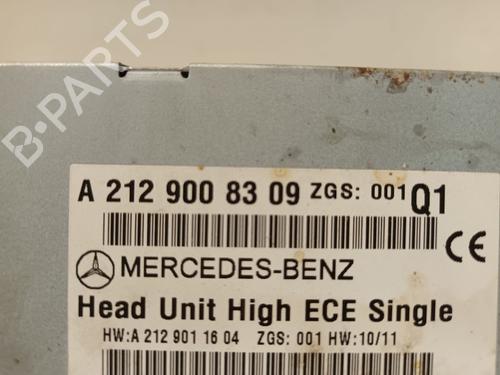 A 212 900 83 09 ZGS: 001 Q1
CE
MERCEDES-BENZ
Head Unit High ECE Single
HW:A 212 901 16 04 ZGS: 001 HW:10/11
B-PARTS